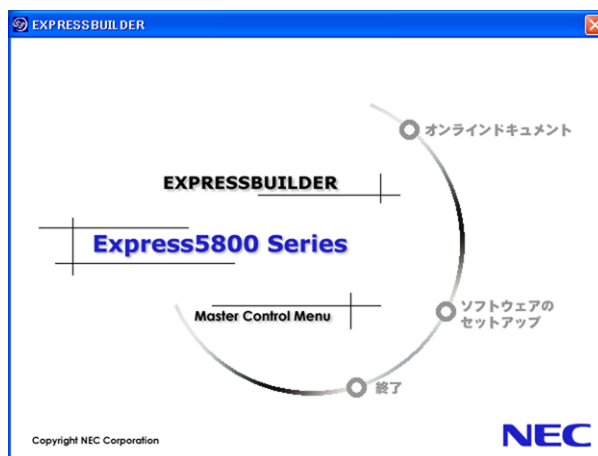 EXPRESSBUILDER
オンラインドキュメント
EXPRESSBUILDER
Express5800 Series
ソフトウェアの
セットアップ
Master Control Menu
終了
Copyright NEC Corporation
NEC